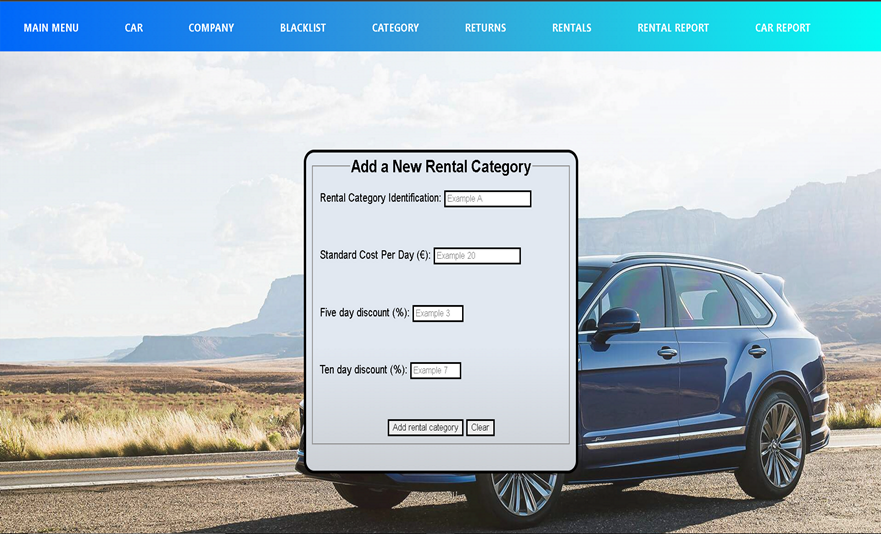 MAIN MENU CAR COMPANY BLACKLIST CATEGORY RETURNS RENTALS RENTAL REPORT CAR REPORT
Add a New Rental Category
Rental Category Identification: Example A
Standard Cost Per Day (€): Example 20
Five day discount (%): Example 3
Ten day discount (%): Example 7
Add rental category Clear